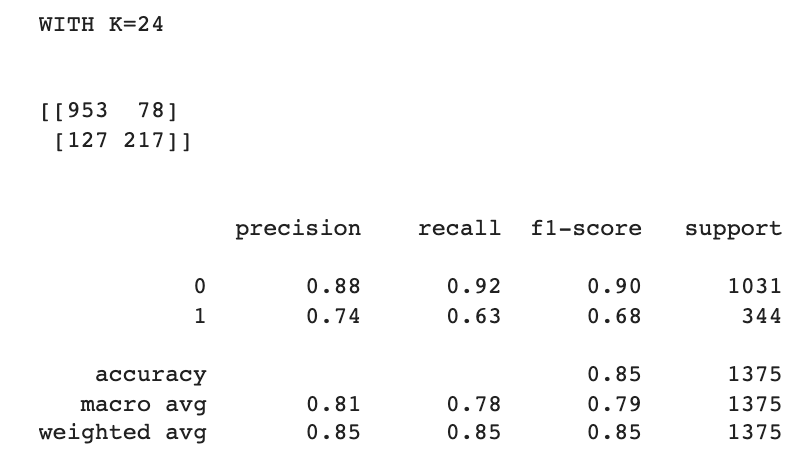 WITH K=24
[[953 78]
[127 217]]
precision recall f1-score support
0 0.88 0.92 0.90 1031
1 0.74 0.63 0.68 344
accuracy 0.85 1375
macro avg 0.81 0.78 0.79 1375
weighted avg 0.85 0.85 0.85 1375